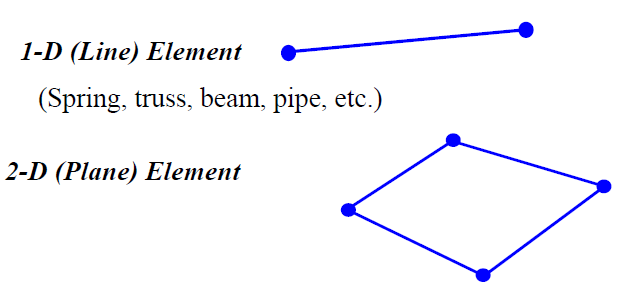 1-D (Line) Element
(Spring, truss, beam, pipe, etc.)
2-D (Plane) Element